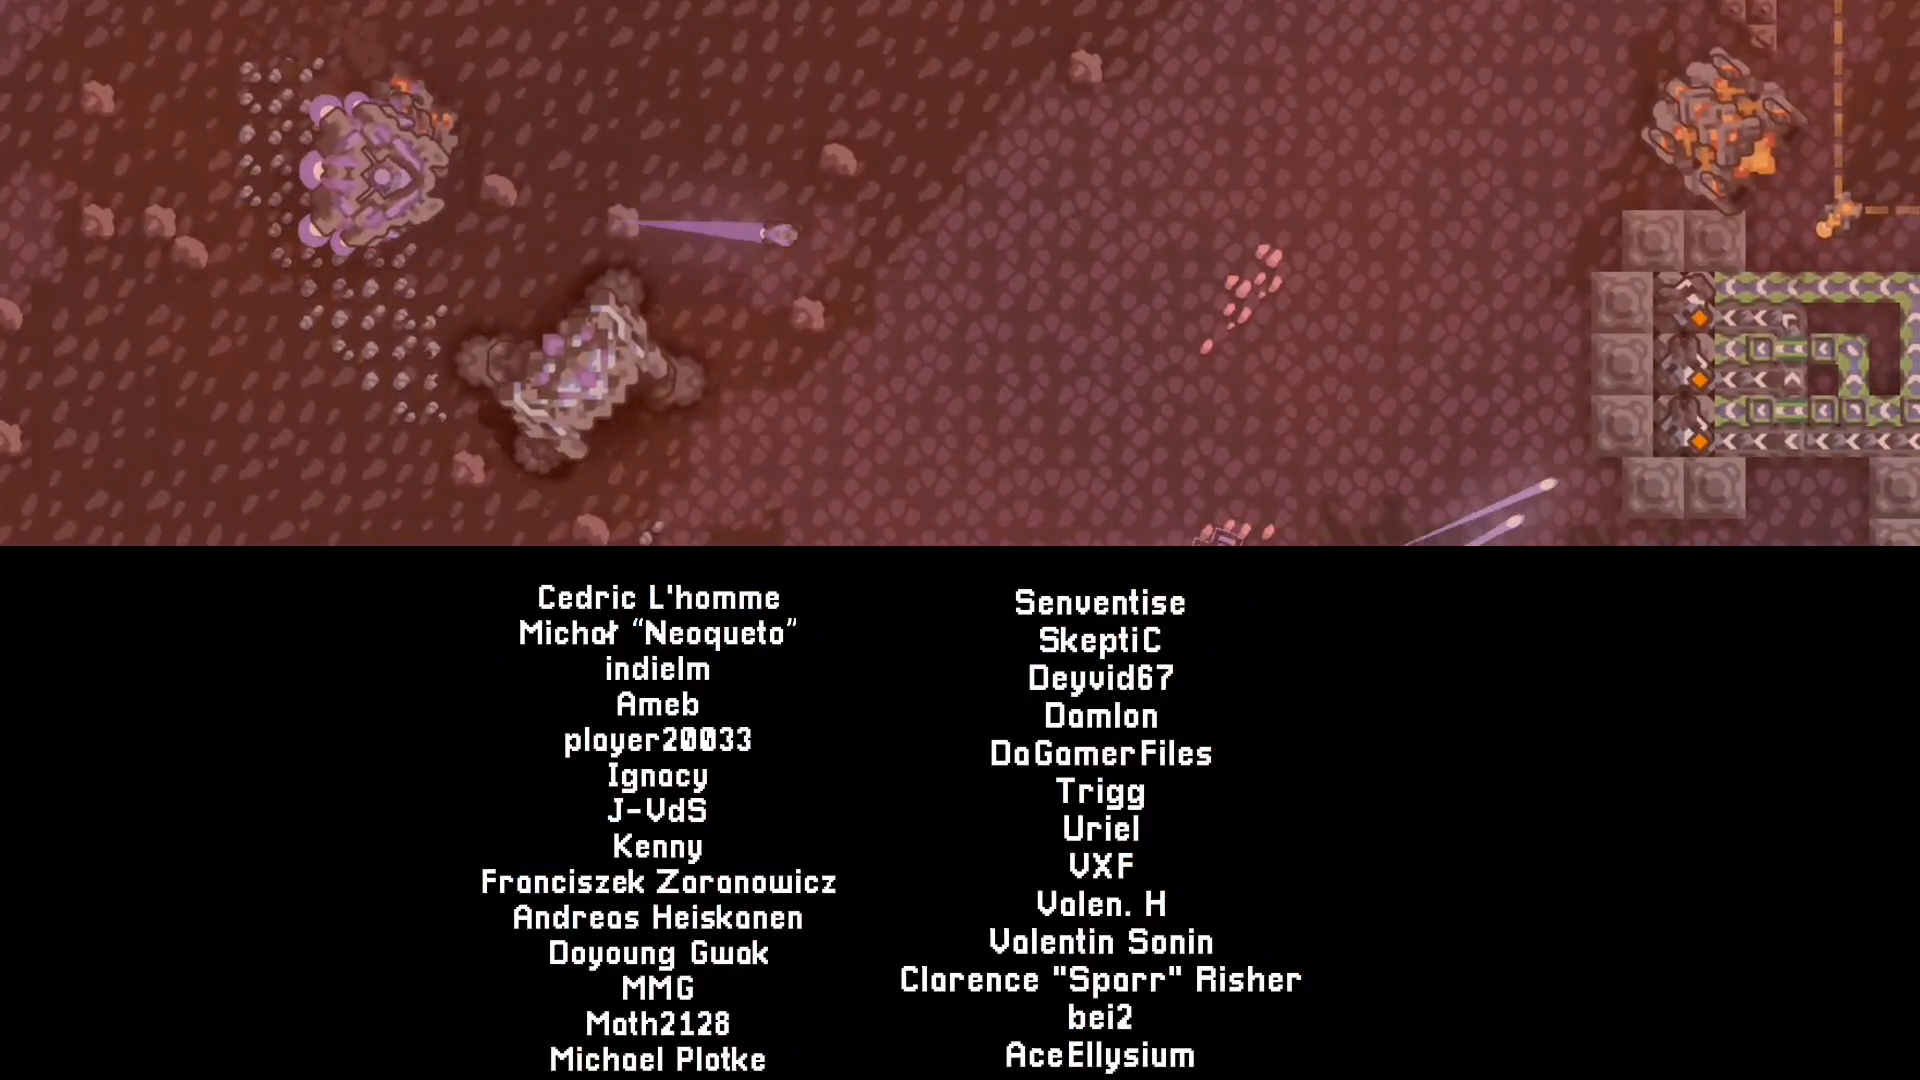 Cedric L'homme
Michał “Neoqueto”
indielm
Ameb
player20033
Ignacy
J-VdS
Kenny
Franciszek Zaranowicz
Andreas Heiskanen
Doyoung Gwak
MMG
Math2128
Michael Plotke
Senventise
SkeptiC
Deyvid67
Damlon
DaGamerFiles
Trigg
Uriel
VXF
Valen. H
Valentin Sonin
Clarence "Sparr" Risher
bei2
AceEllysium